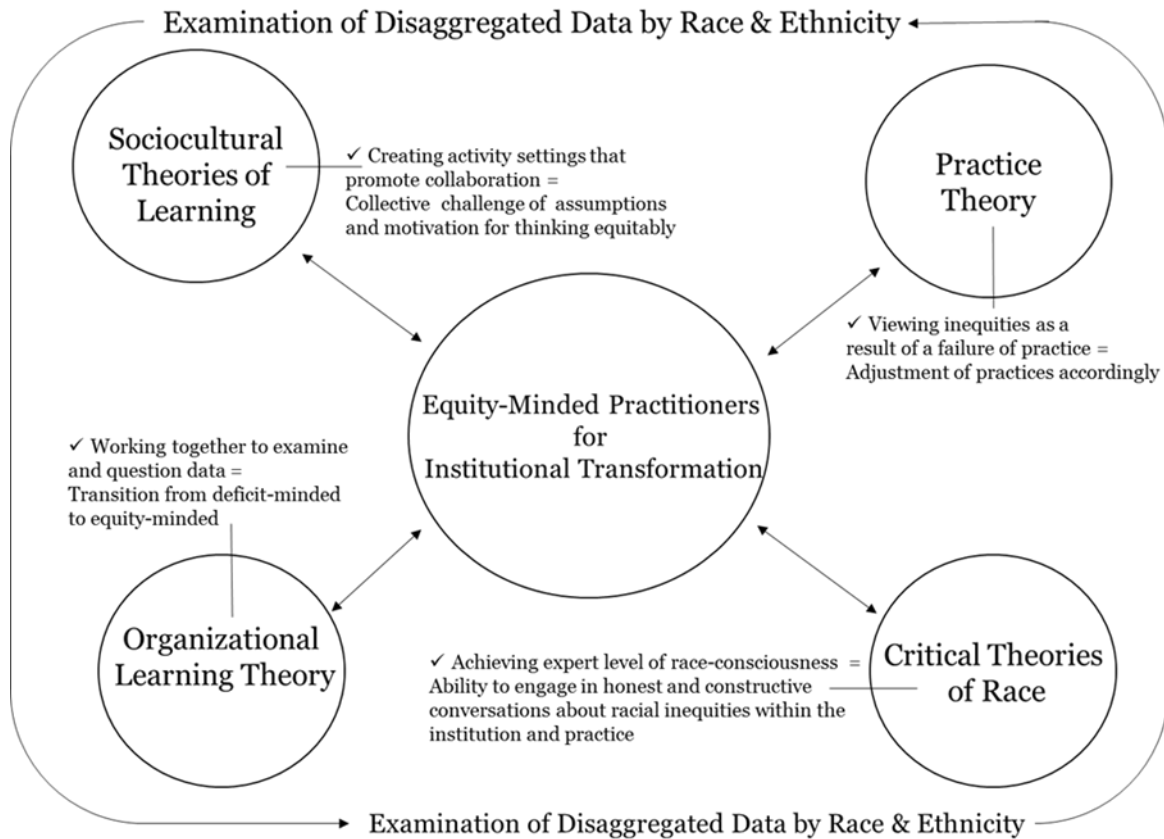 Examination of Disaggregated Data by Race & Ethnicity
Sociocultural
Theories of
Learning
✓ Creating activity settings that
promote collaboration =
Collective challenge of assumptions
and motivation for thinking equitably
Practice
Theory
✓ Viewing inequities as a
result of a failure of practice =
Adjustment of practices accordingly
Equity-Minded Practitioners
for
Institutional Transformation
✓ Working together to examine
and question data =
Transition from deficit-minded
to equity-minded
Organizational
Learning Theory
✓ Achieving expert level of race-consciousness =
Ability to engage in honest and constructive
conversations about racial inequities within the
institution and practice
Critical Theories
of Race
Examination of Disaggregated Data by Race & Ethnicity